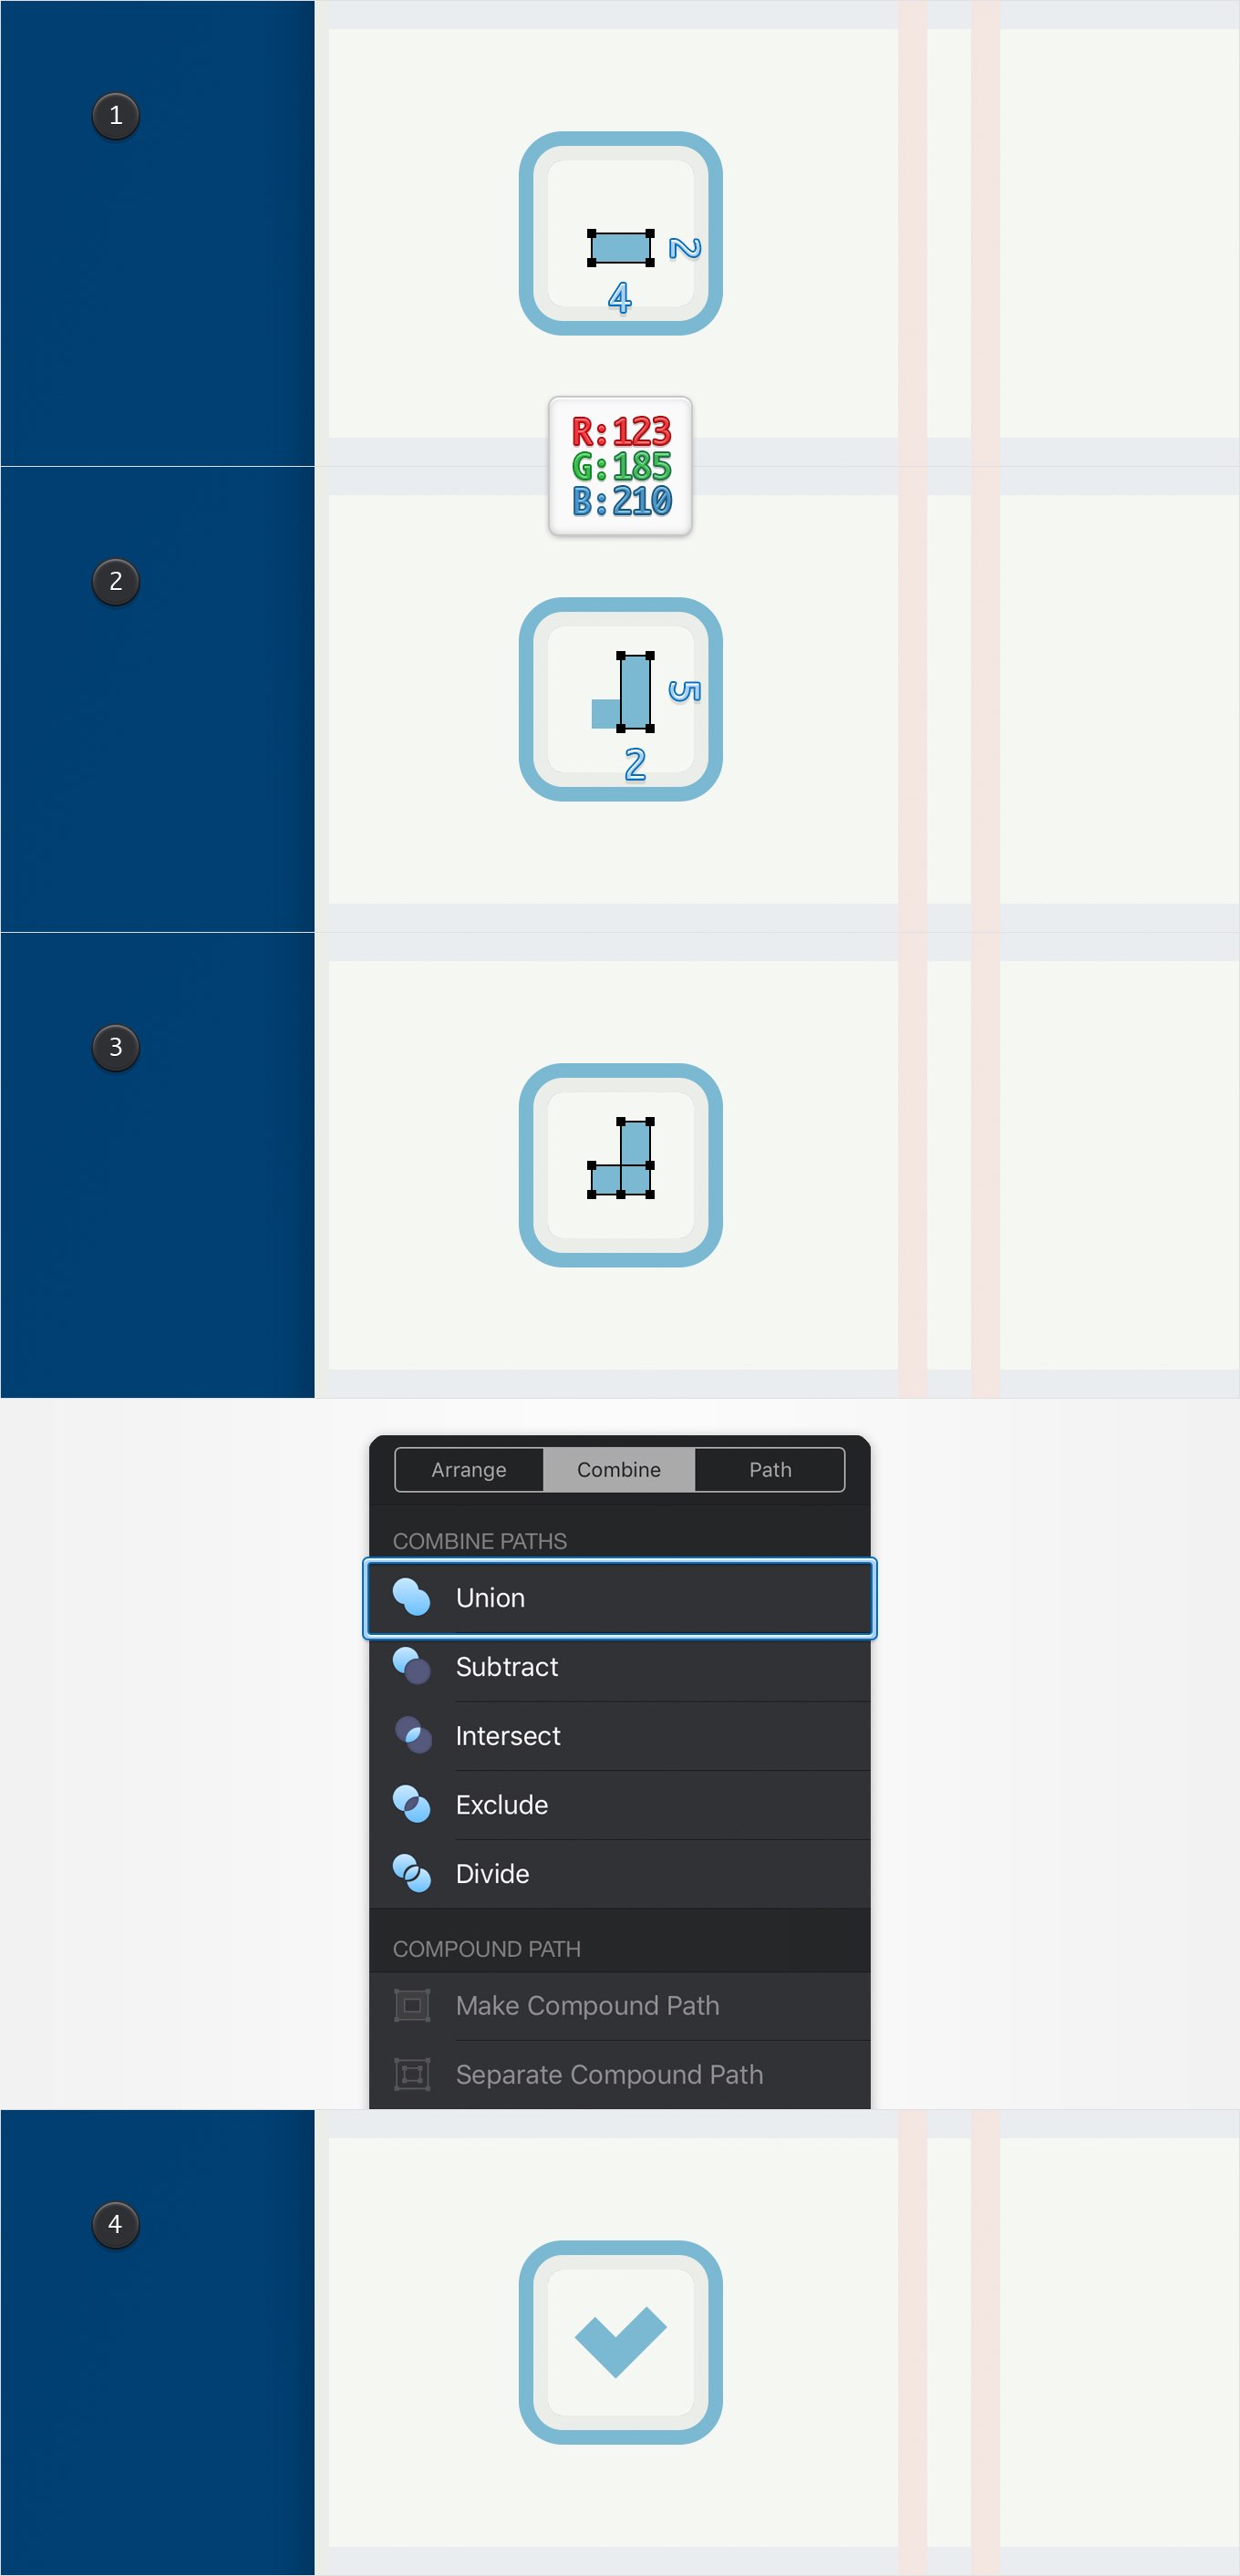 1
2
4
R:123
G:185
B:210
2
5
2
3
Arrange Combine Path
COMBINE PATHS
Union
Subtract
Intersect
Exclude
Divide
COMPOUND PATH
Make Compound Path
Separate Compound Path
4